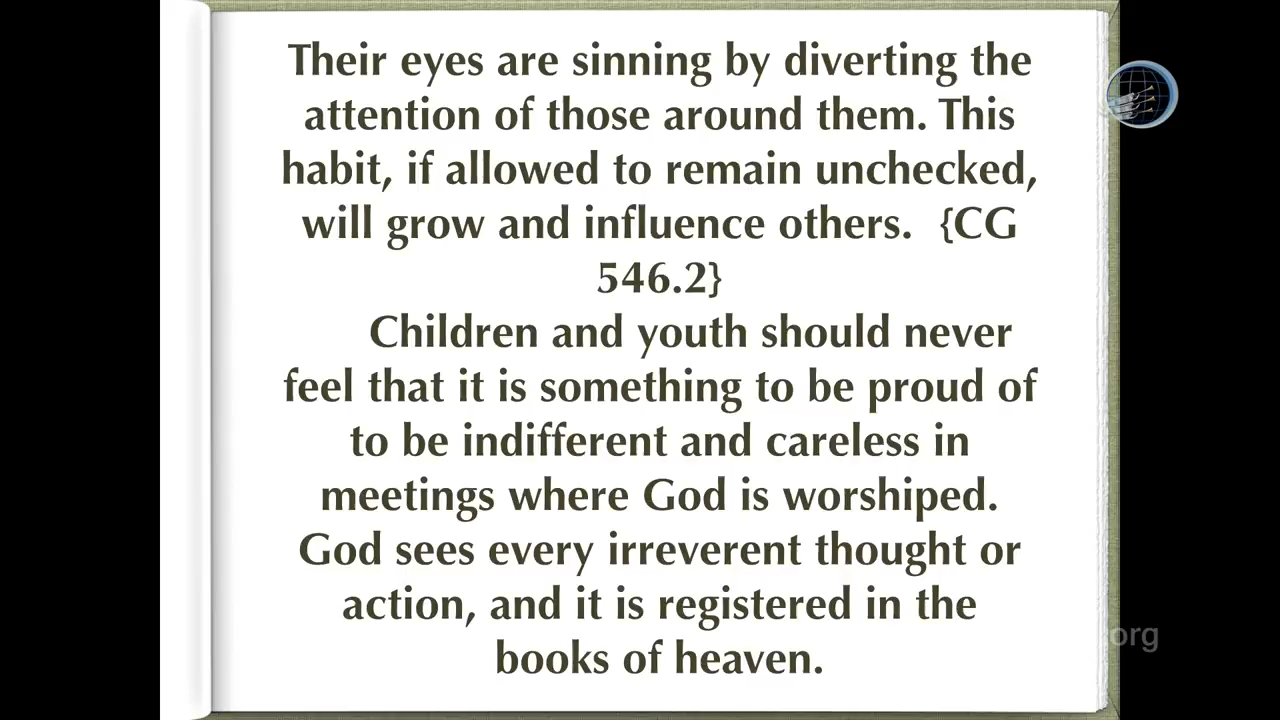 Their eyes are sinning by diverting the
attention of those around them. This
habit, if allowed to remain unchecked,
will grow and influence others.  {CG
546.2}
Children and youth should never
feel that it is something to be proud of
to be indifferent and careless in
meetings where God is worshiped.
God sees every irreverent thought or
action, and it is registered in the
books of heaven.
org